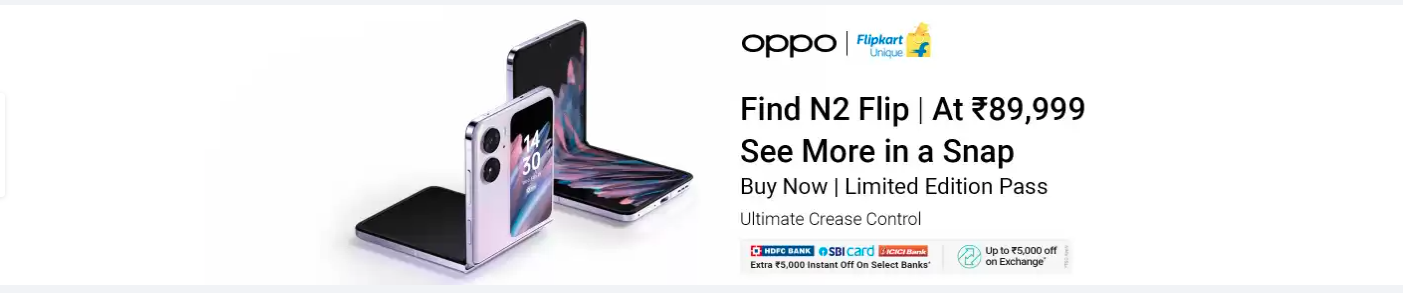 oppo | Flipkart
Unique
Find N2 Flip | At ₹89,999
See More in a Snap
Buy Now | Limited Edition Pass
Ultimate Crease Control
HDFC BANK SBI card ICICI Bank
Extra ₹5,000 Instant Off On Select Banks*
Up to ₹5,000 off
on Exchange*
14
30